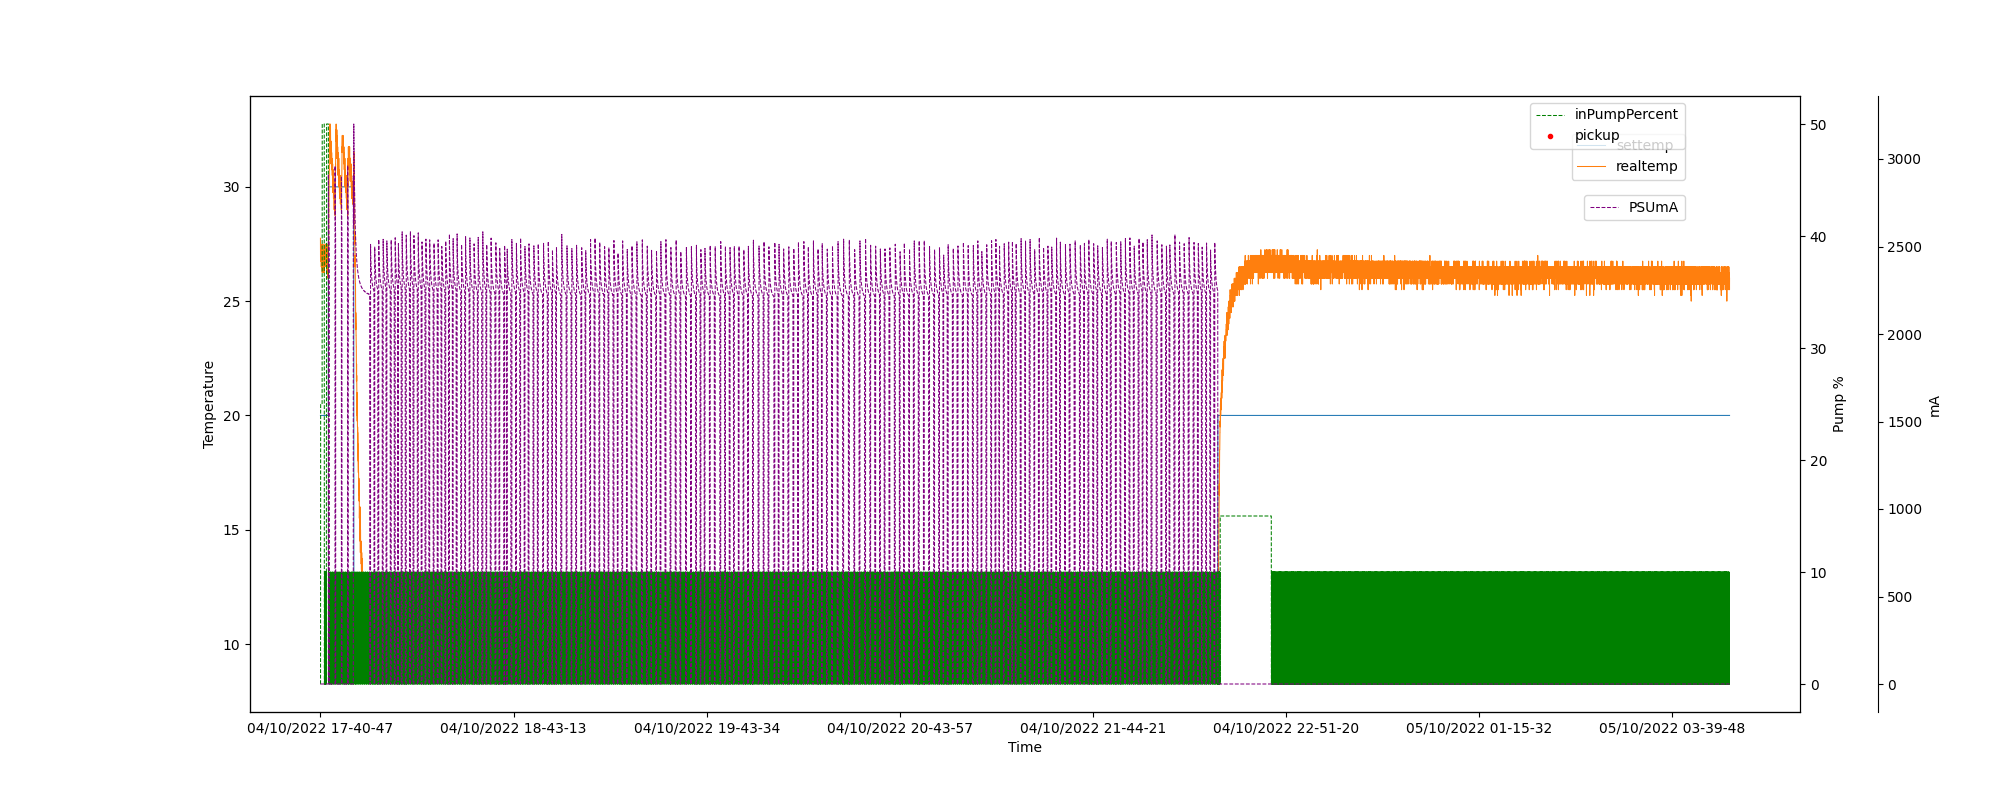 inPumpPercent
pickup
settemp
realtemp
PSUmA
30
25
20
15
10
Temperature
50
40
30
20
10
0
Pump %
3000
2500
2000
1500
1000
500
0
mA
04/10/2022 17-40-47
04/10/2022 18-43-13
04/10/2022 19-43-34
04/10/2022 20-43-57
04/10/2022 21-44-21
04/10/2022 22-51-20
05/10/2022 01-15-32
05/10/2022 03-39-48
Time